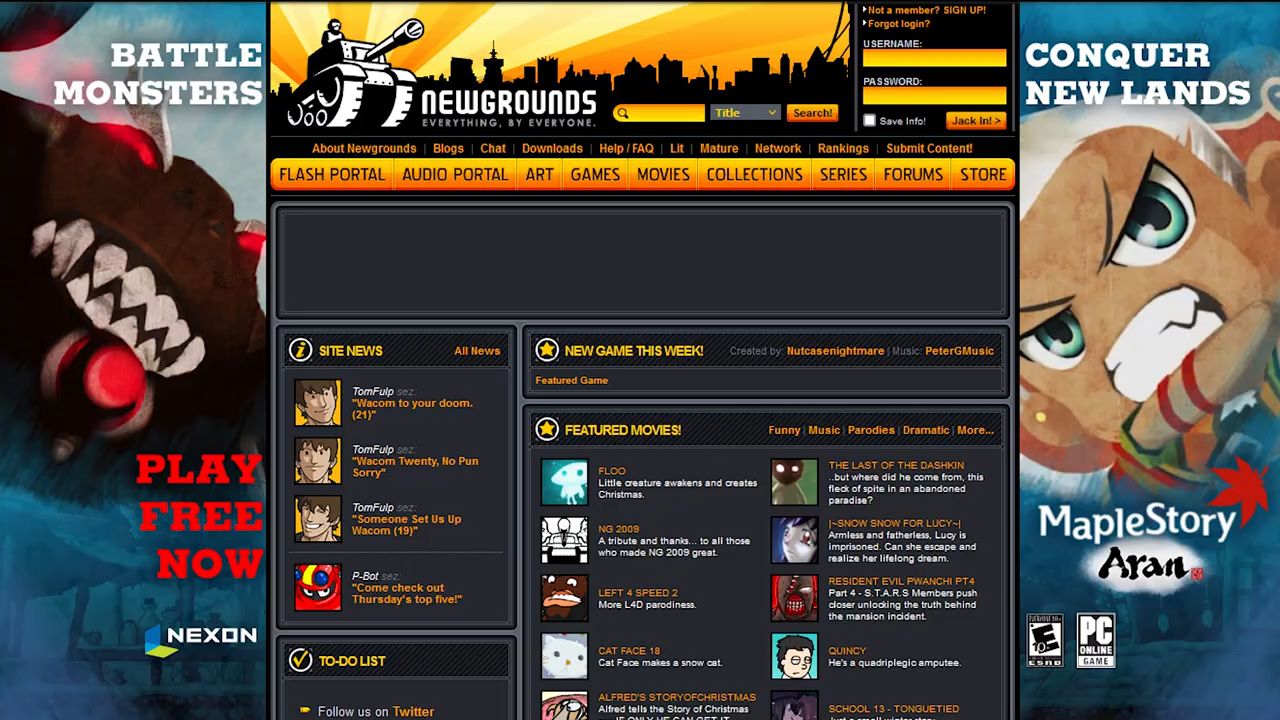 BATTLE
MONSTERS
PLAY
FREE
NOW
NEXON
NEWGROUNDS
EVERYTHING, BY EVERYONE.
Title
Search!
Not a member? SIGN UP!
Forgot login?
USERNAME:
PASSWORD:
Save Info!
Jack In! >
About Newgrounds | Blogs | Chat | Downloads | Help / FAQ | Lit | Mature | Network | Rankings | Submit Content!
FLASH PORTAL AUDIO PORTAL ART GAMES MOVIES COLLECTIONS SERIES FORUMS STORE
SITE NEWS All News
TomFulp sez:
"Wacom to your doom.
(21)"
TomFulp sez:
"Wacom Twenty, No Pun
Sorry"
TomFulp sez:
"Someone Set Us Up
Wacom (19)"
P-Bot sez:
"Come check out
Thursday's top five!"
TO-DO LIST
Follow us on Twitter
NEW GAME THIS WEEK! Created by: Nutcasenightmare | Music: PeterGMusic
Featured Game
FEATURED MOVIES! Funny | Music | Parodies | Dramatic | More...
FLOO
Little creature awakens and creates
Christmas.
THE LAST OF THE DASHKIN
..but where did he come from, this
fleck of spite in an abandoned
paradise?
NG 2009
A tribute and thanks... to all those
who made NG 2009 great.
|~SNOW SNOW FOR LUCY~|
Armless and fatherless, Lucy is
imprisoned. Can she escape and
realize her lifelong dream.
LEFT 4 SPEED 2
More L4D parodiness.
RESIDENT EVIL PWANCHI PT4
Part 4 - S.T.A.R.S Members push
closer unlocking the truth behind
the mansion incident.
CAT FACE 18
Cat Face makes a snow cat.
QUINCY
He's a quadriplegic amputee.
ALFRED'S STORYOFCHRISTMAS
Alfred tells the Story of Christmas
SCHOOL 13 - TONGUETIED
CONQUER
NEW LANDS
MapleStory
Aran
E
ESRB
PC
ONLINE
GAME